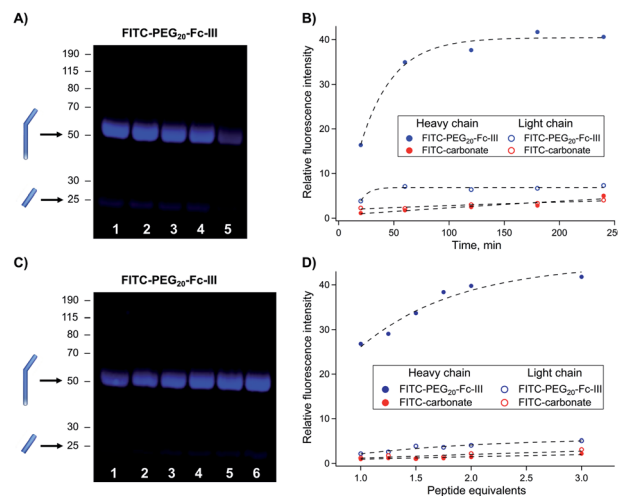 A)
FITC-PEG20-Fc-III
190
115
80
70
50
30
25
1 2 3 4 5
B)
Relative fluorescence intensity
40
30
20
10
0
Heavy chain Light chain
FITC-PEG20-Fc-III FITC-PEG20-Fc-III
FITC-carbonate FITC-carbonate
0 50 100 150 200 250
Time, min
C)
FITC-PEG20-Fc-III
190
115
80
70
50
30
25
1 2 3 4 5 6
D)
Relative fluorescence intensity
40
20
0
Heavy chain Light chain
FITC-PEG20-Fc-III FITC-PEG20-Fc-III
FITC-carbonate FITC-carbonate
1.0 1.5 2.0 2.5 3.0
Peptide equivalents